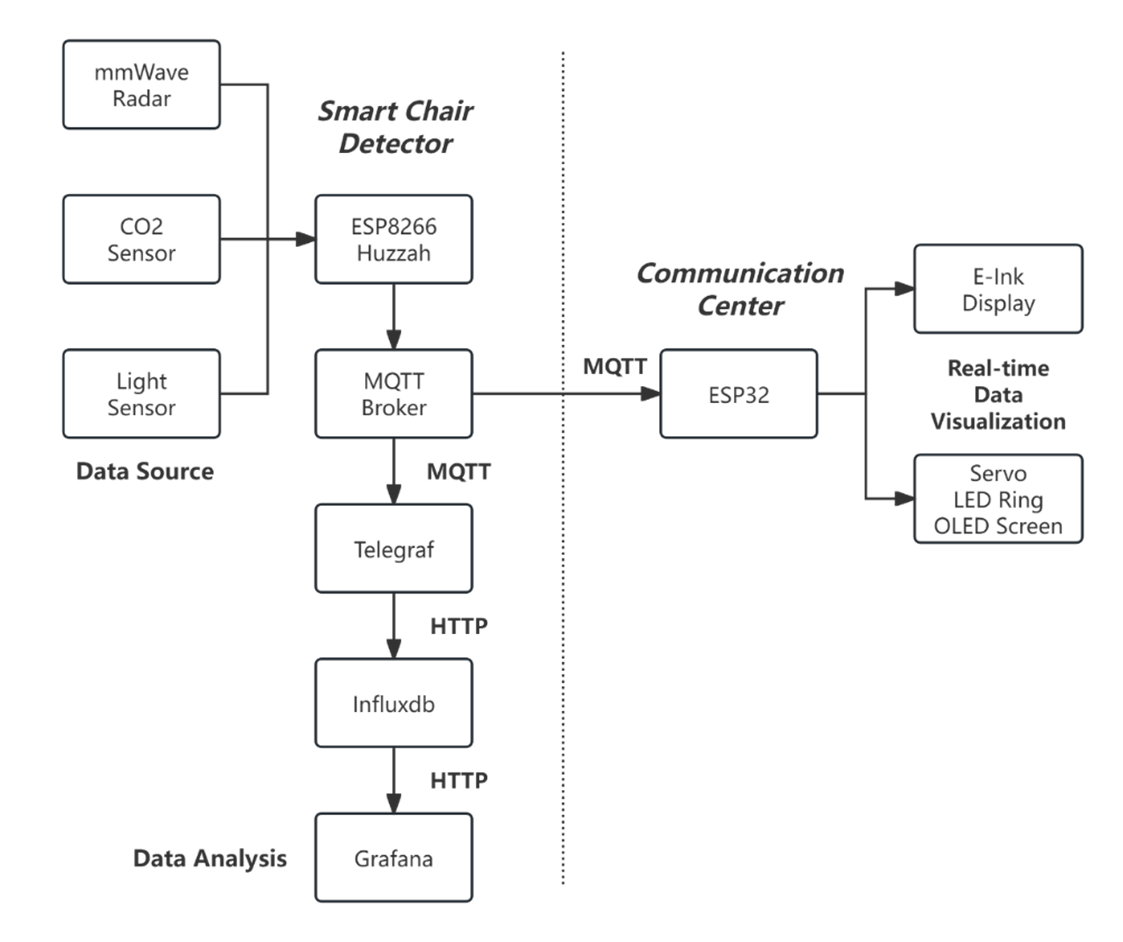 mmWave
Radar
Smart Chair
Detector
CO2
Sensor
ESP8266
Huzzah
Light
Sensor
Data Source
MQTT
Broker
MQTT
Telegraf
HTTP
Influxdb
HTTP
Data Analysis
Grafana
Communication
Center
MQTT
ESP32
E-Ink
Display
Real-time
Data
Visualization
Servo
LED Ring
OLED Screen